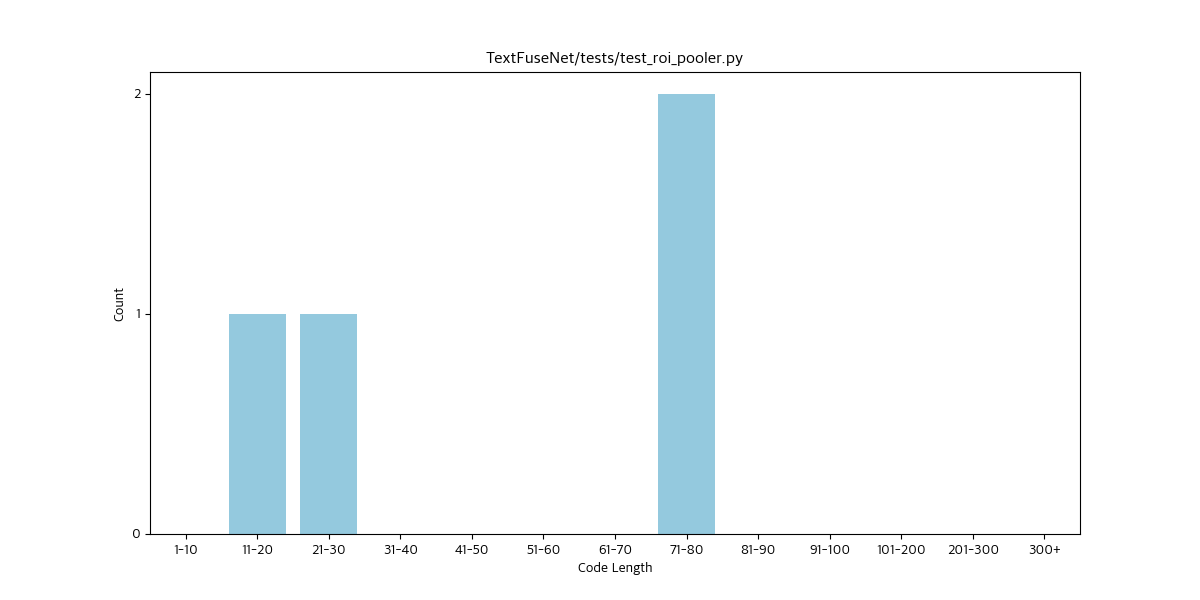 TextFuseNet/tests/test_roi_pooler.py
2
1
0
Count
1-10 11-20 21-30 31-40 41-50 51-60 61-70 71-80 81-90 91-100 101-200 201-300 300+
Code Length